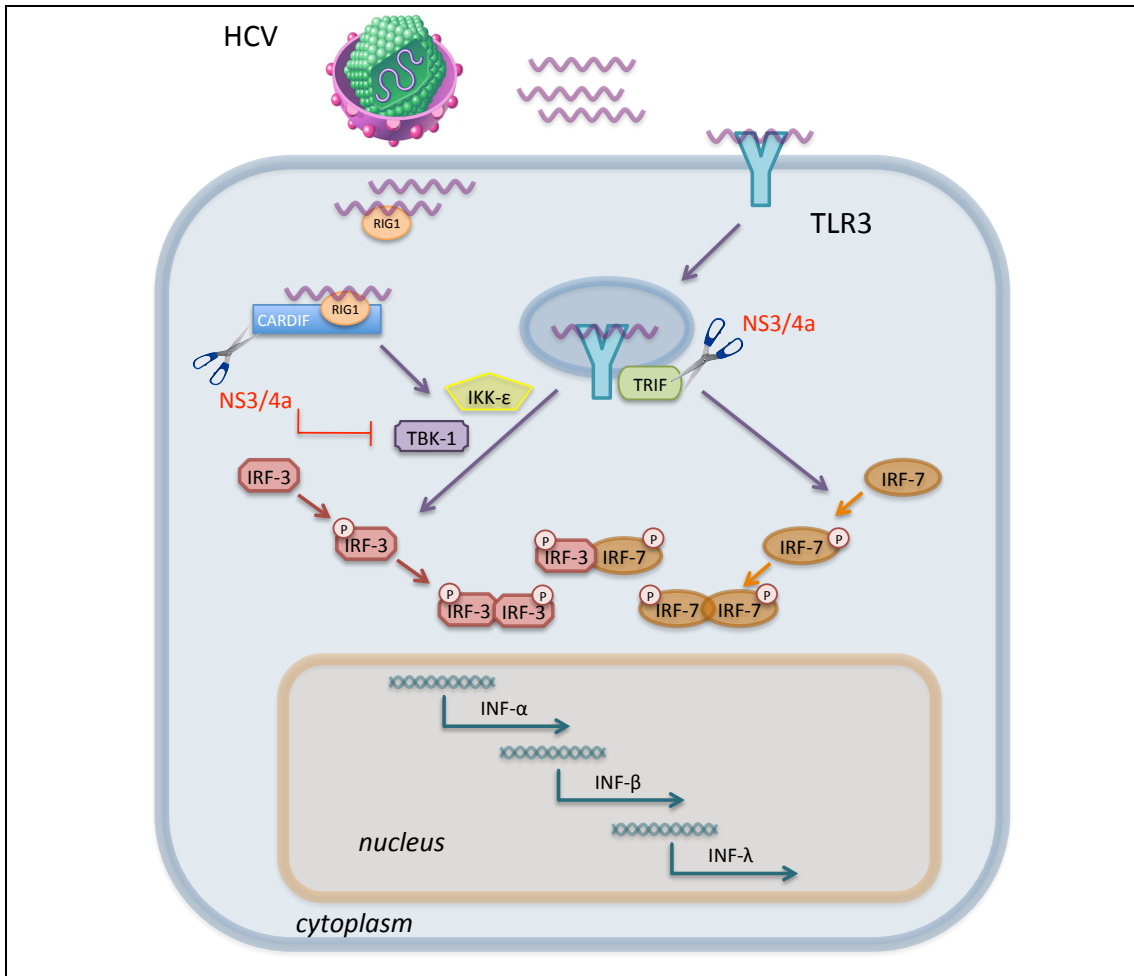 HCV
RIG1
TLR3
RIG1
CARDIF
NS3/4a
TRIF
NS3/4a
IKK-ε
TBK-1
IRF-3
IRF-7
P
IRF-3
P
IRF-3
P
IRF-7
P
IRF-7
P
P
IRF-3
IRF-3
P
P
IRF-7
IRF-7
P
INF-α
INF-β
INF-λ
nucleus
cytoplasm